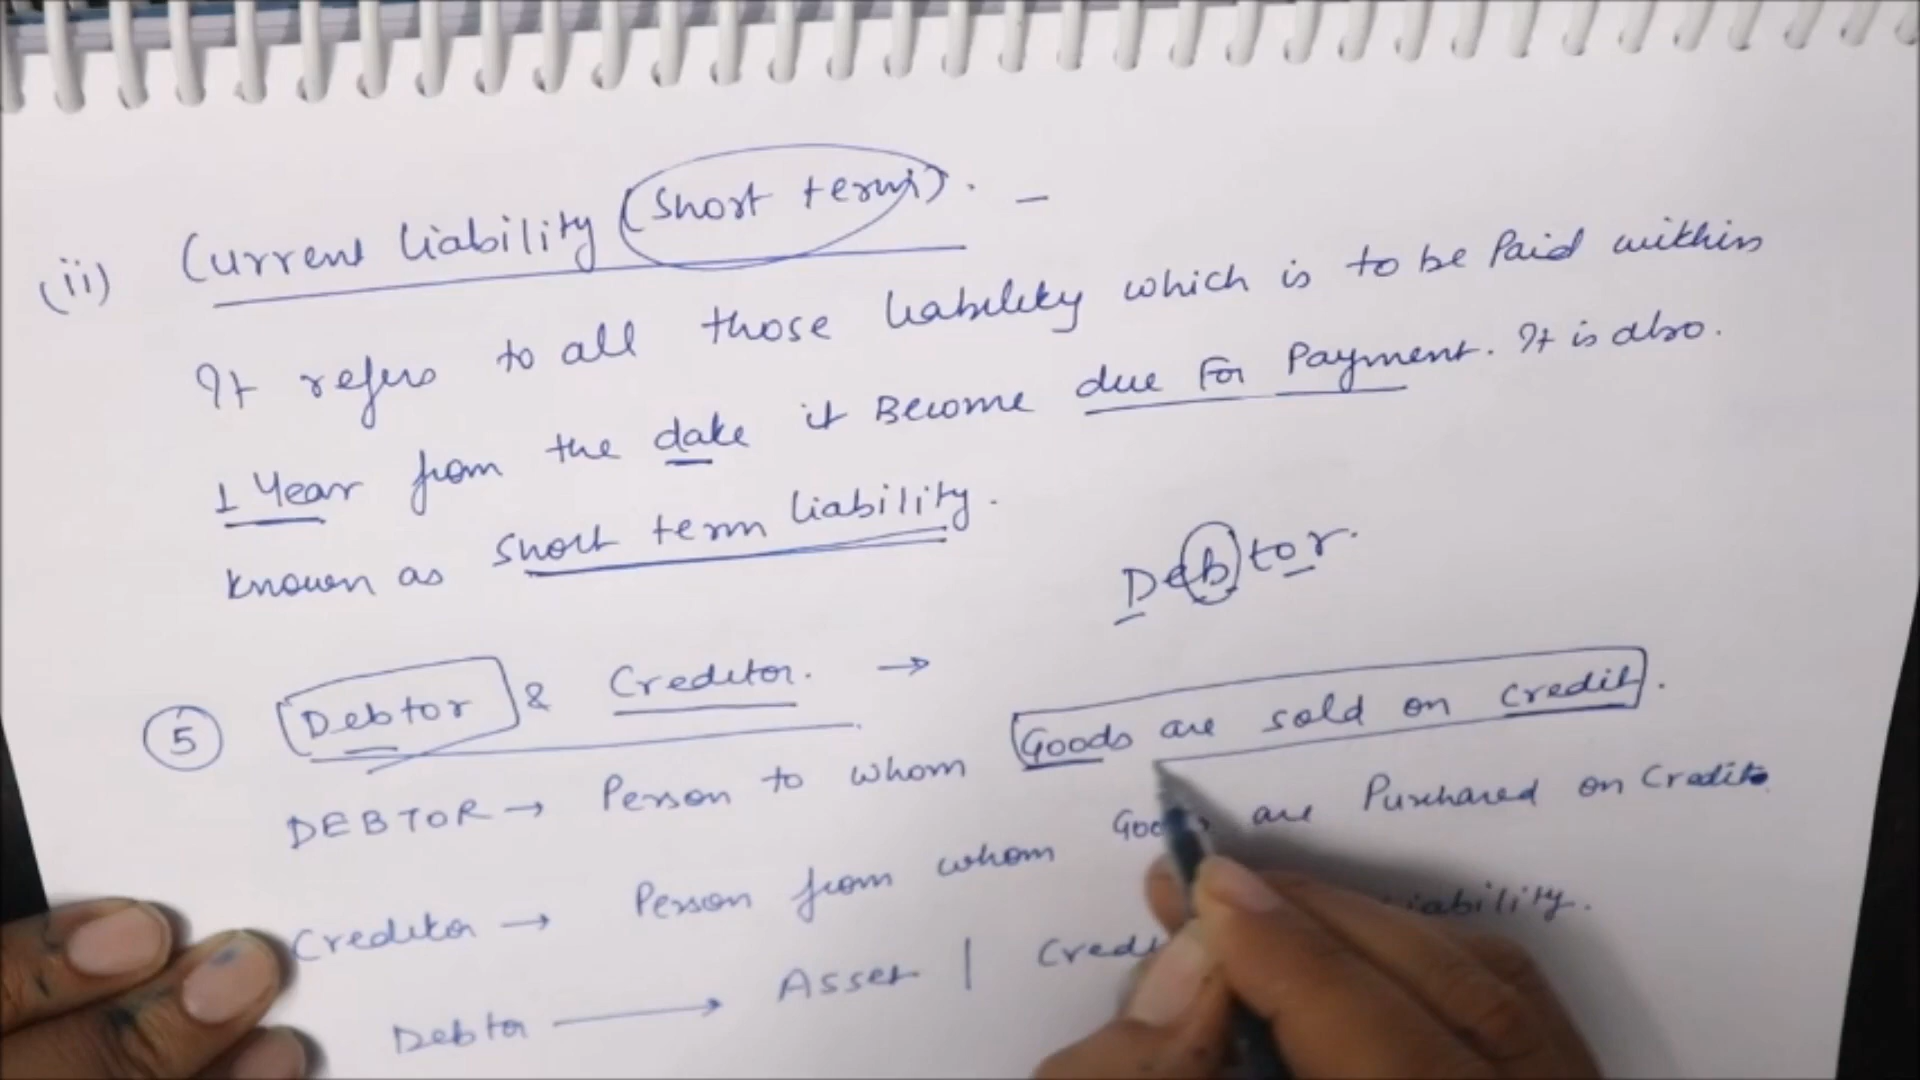 (ii) Current liability (Short term). -
It refers to all those liability which is to be Paid within
1 Year from the date it Become due For Payment. It is also.
known as Short term liability.
Debtor.
5 Debtor & Creditor. →
DEBTOR → Person to whom Goods are sold on credit.
Creditor → Person from whom Goods are Purchased on Credit
Debtor → Asset |